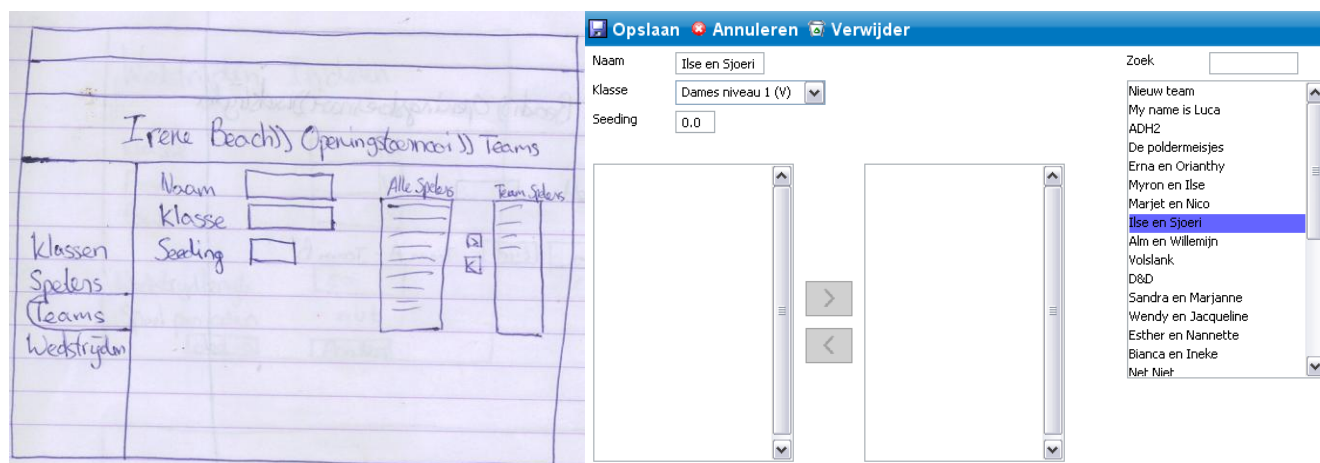 Irene Beach)) Openingstoernooi )) Teams
Naam
Klasse
Seeding
Alle Spelers
Team Spelers
>
<
Klassen
Spelers
Teams
Wedstrijden
Opslaan Annuleren Verwijder
Naam Ilse en Sjoeri
Klasse Dames niveau 1 (V)
Seeding 0.0
>
<
Zoek
Nieuw team
My name is Luca
ADH2
De poldermeisjes
Erna en Orianthy
Myron en Ilse
Marjet en Nico
Ilse en Sjoeri
Alm en Willemijn
Volslank
D&D
Sandra en Marjanne
Wendy en Jacqueline
Esther en Nannette
Bianca en Ineke
Net Niet